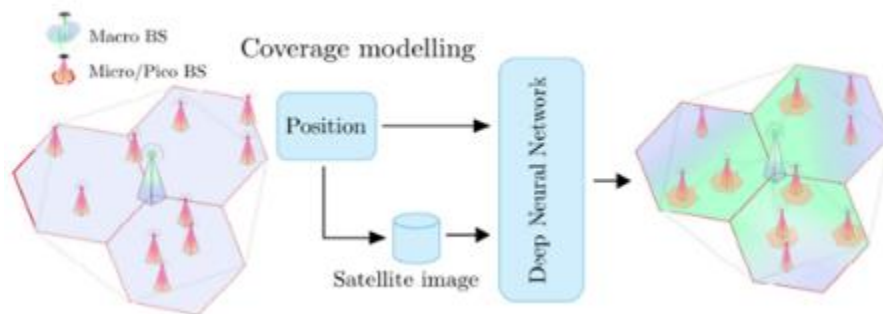 Macro BS
Micro/Pico BS
Coverage modelling
Position
Satellite image
Deep Neural Network